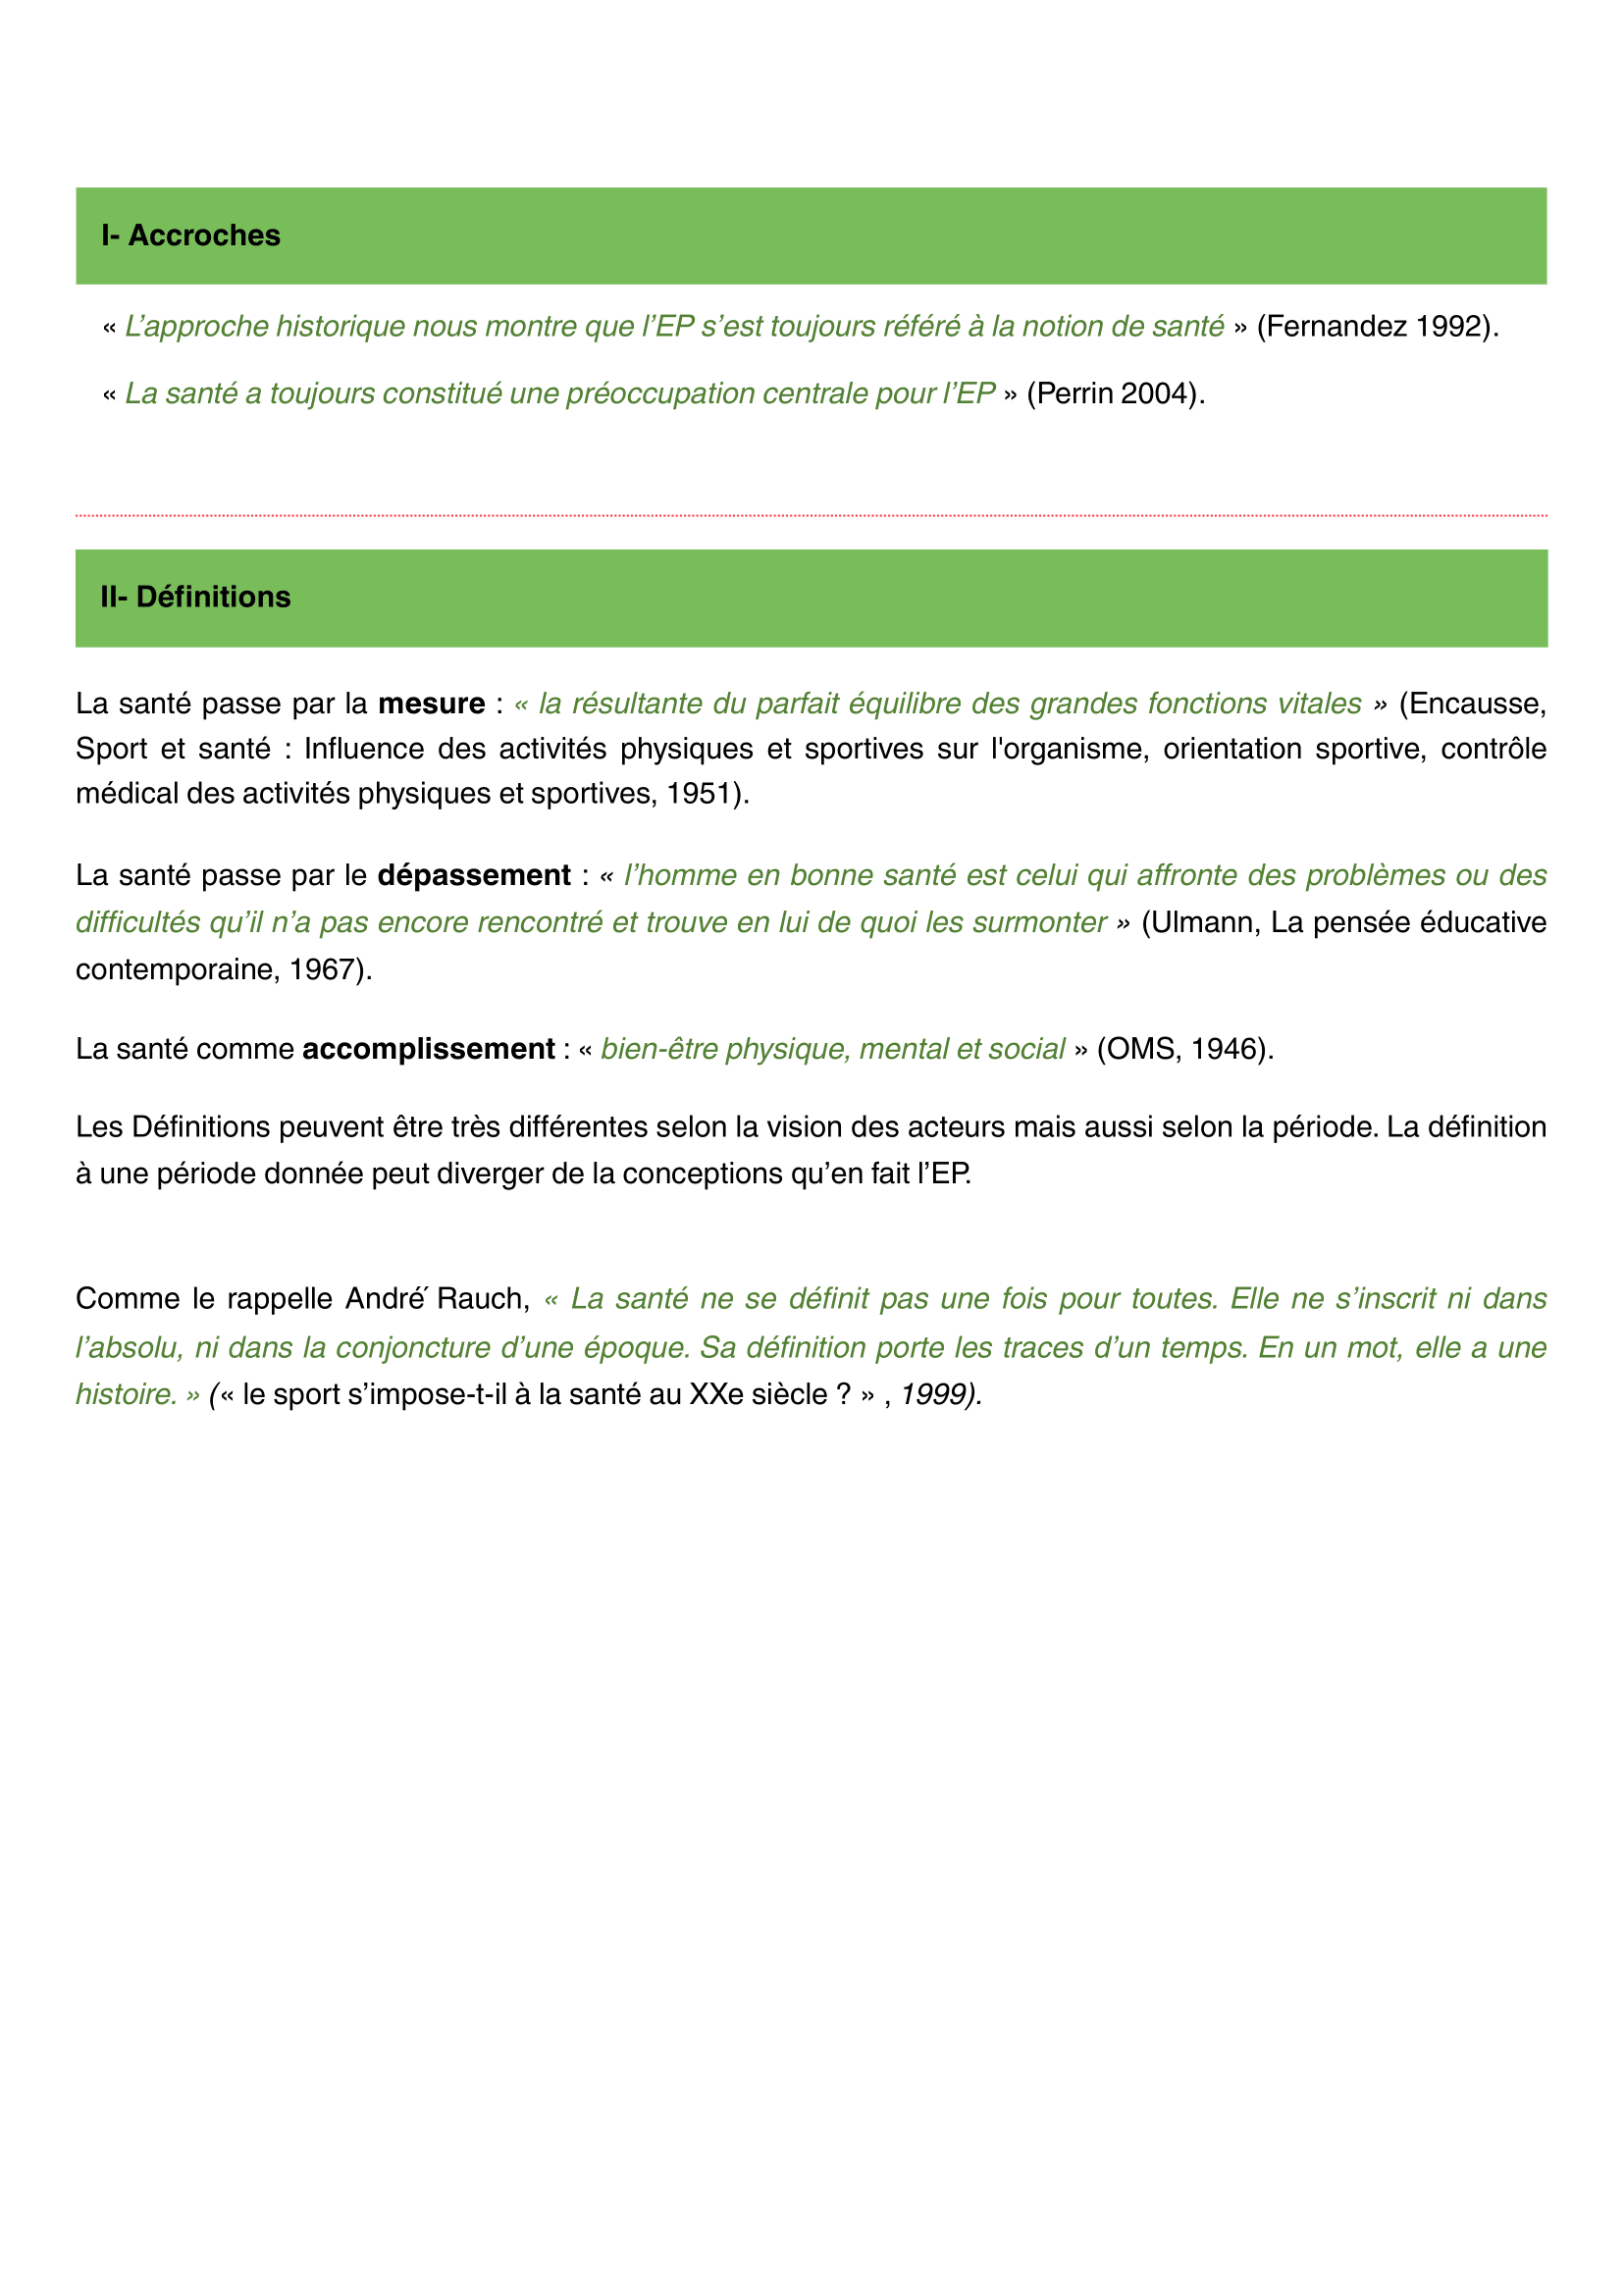 I- Accroches
« L’approche historique nous montre que l’EP s’est toujours référé à la notion de santé » (Fernandez 1992).
« La santé a toujours constitué une préoccupation centrale pour l’EP » (Perrin 2004).
II- Définitions
La santé passe par la mesure : « la résultante du parfait équilibre des grandes fonctions vitales » (Encausse,
Sport et santé : Influence des activités physiques et sportives sur l'organisme, orientation sportive, contrôle
médical des activités physiques et sportives, 1951).
La santé passe par le dépassement : « l’homme en bonne santé est celui qui affronte des problèmes ou des
difficultés qu’il n’a pas encore rencontré et trouve en lui de quoi les surmonter » (Ulmann, La pensée éducative
contemporaine, 1967).
La santé comme accomplissement : « bien-être physique, mental et social » (OMS, 1946).
Les Définitions peuvent être très différentes selon la vision des acteurs mais aussi selon la période. La définition
à une période donnée peut diverger de la conceptions qu’en fait l’EP.
Comme le rappelle André́ Rauch, « La santé ne se définit pas une fois pour toutes. Elle ne s’inscrit ni dans
l’absolu, ni dans la conjoncture d’une époque. Sa définition porte les traces d’un temps. En un mot, elle a une
histoire. » (« le sport s’impose-t-il à la santé au XXe siècle ? » , 1999).